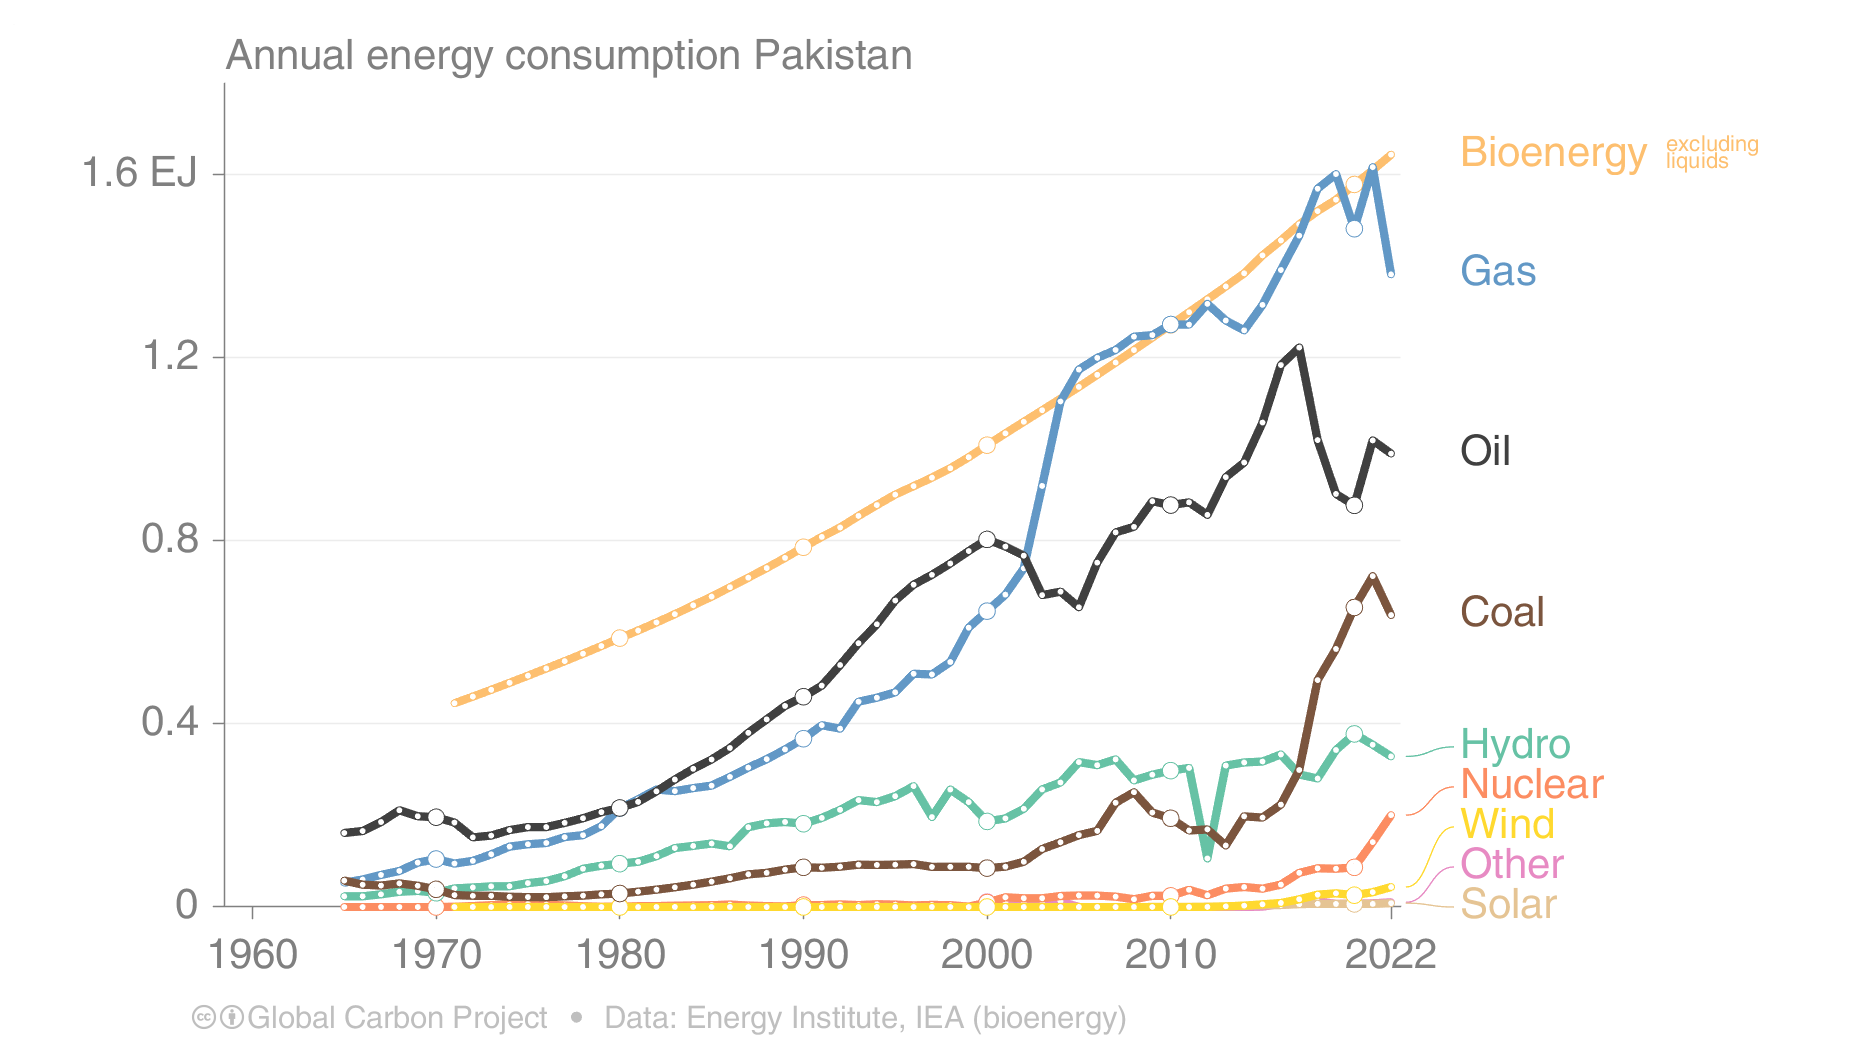 Annual energy consumption Pakistan
1.6 EJ
1.2
0.8
0.4
0
1960 1970 1980 1990 2000 2010 2022
Bioenergy excluding
liquids
Gas
Oil
Coal
Hydro
Nuclear
Wind
Other
Solar
cc Global Carbon Project • Data: Energy Institute, IEA (bioenergy)